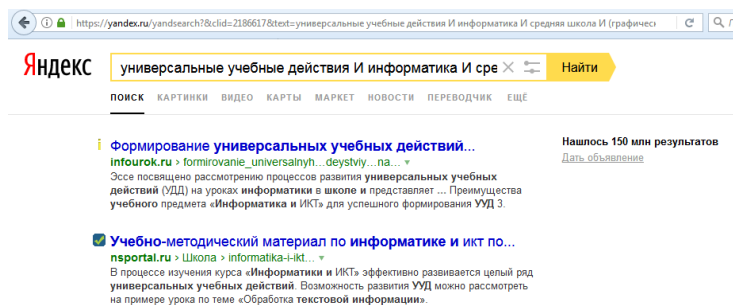 https://yandex.ru/yandsearch?&clid=2186617&text=универсальные учебные действия И информатика И средняя школа И (графическ
Яндекс
универсальные учебные действия И информатика И сре
Найти
ПОИСК КАРТИНКИ ВИДЕО КАРТЫ МАРКЕТ НОВОСТИ ПЕРЕВОДЧИК ЕЩЁ
Формирование универсальных учебных действий...
infourok.ru > formirovanie_universalnyh…deystviy…na…
Эссе посвящено рассмотрению процессов развития универсальных учебных
действий (УДД) на уроках информатики в школе и представляет ... Преимущества
учебного предмета «Информатика и ИКТ» для успешного формирования УУД 3.
Нашлось 150 млн результатов
Дать объявление
Учебно-методический материал по информатике и икт по...
nsportal.ru > Школа > informatika-i-ikt…
В процессе изучения курса «Информатики и ИКТ» эффективно развивается целый ряд
универсальных учебных действий. Возможность развития УУД можно рассмотреть
на примере урока по теме «Обработка текстовой информации».